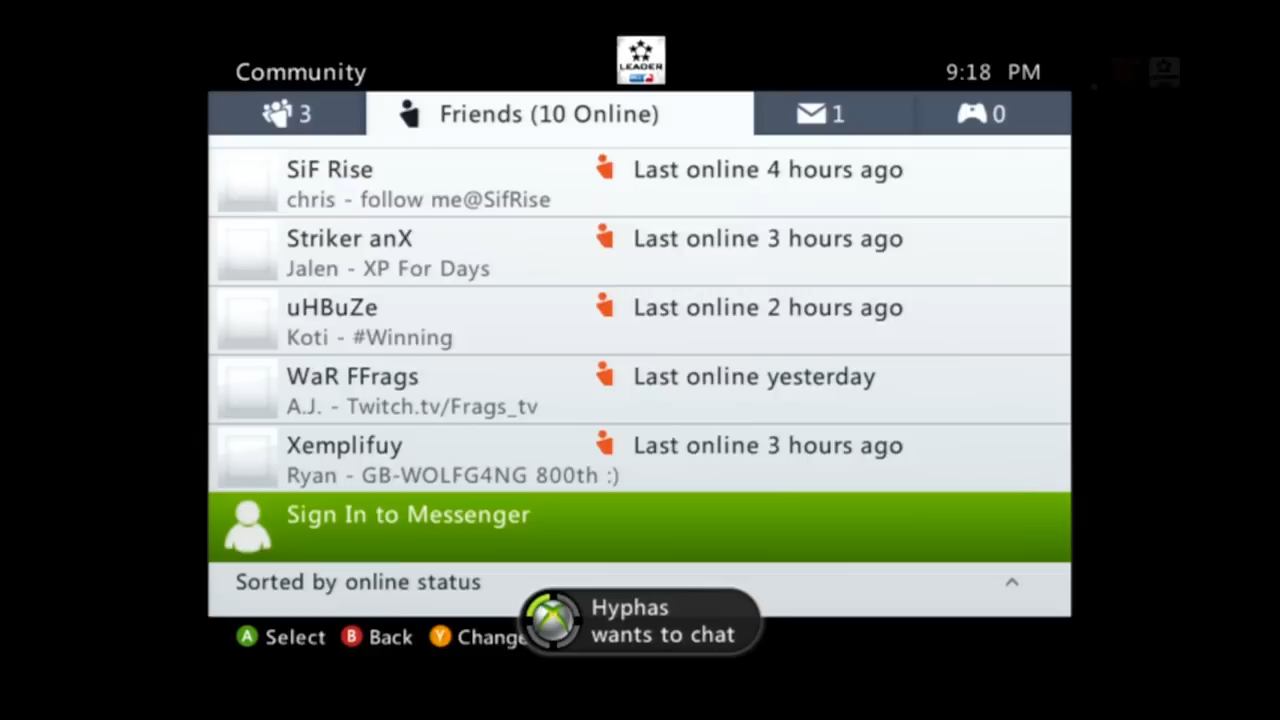 LEADER
Community
9:18 PM
3
Friends (10 Online)
1
0
SiF Rise
Last online 4 hours ago
chris - follow me@SifRise
Striker anX
Last online 3 hours ago
Jalen - XP For Days
uHBuZe
Last online 2 hours ago
Koti - #Winning
WaR FFrags
Last online yesterday
A.J. - Twitch.tv/Frags_tv
Xemplifuy
Last online 3 hours ago
Ryan - GB-WOLFG4NG 800th :)
Sign In to Messenger
Sorted by online status
Hyphas
wants to chat
A Select B Back Y Change